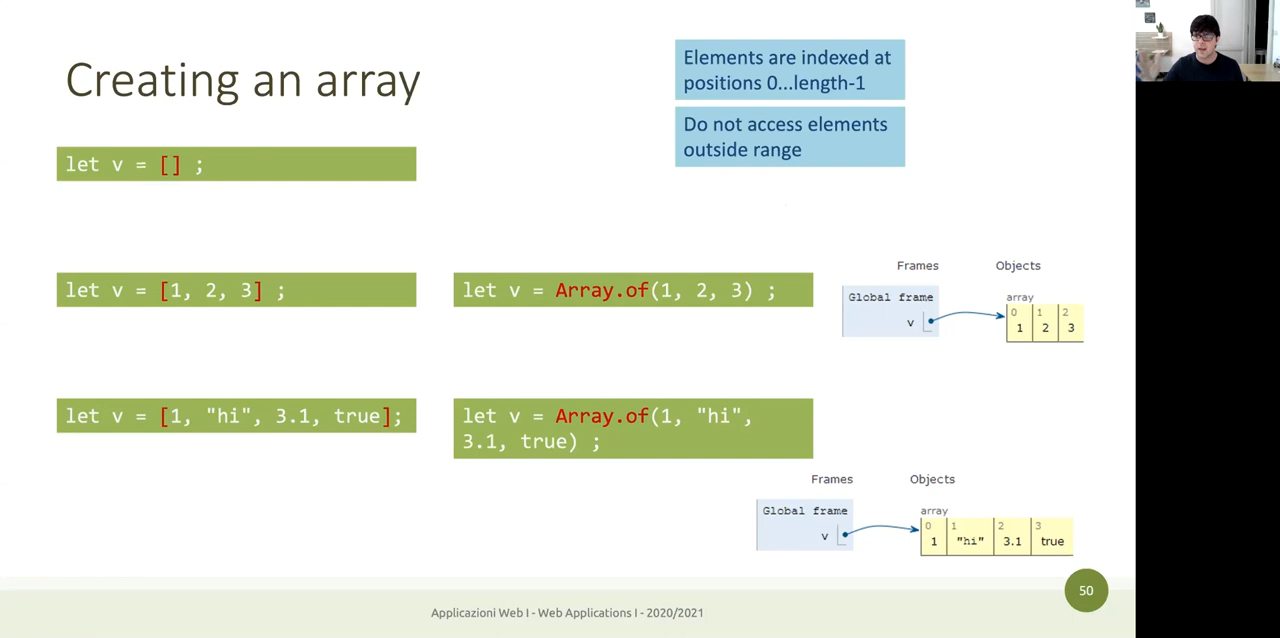 Creating an array
Elements are indexed at
positions 0...length-1
Do not access elements
outside range
let v = [] ;
let v = [1, 2, 3] ;
let v = Array.of(1, 2, 3) ;
Frames
Objects
Global frame
v
array
0 1 2
1 2 3
let v = [1, "hi", 3.1, true];
let v = Array.of(1, "hi",
3.1, true) ;
Frames
Objects
Global frame
v
array
0 1 2 3
1 "hi" 3.1 true
Applicazioni Web I - Web Applications I - 2020/2021
50